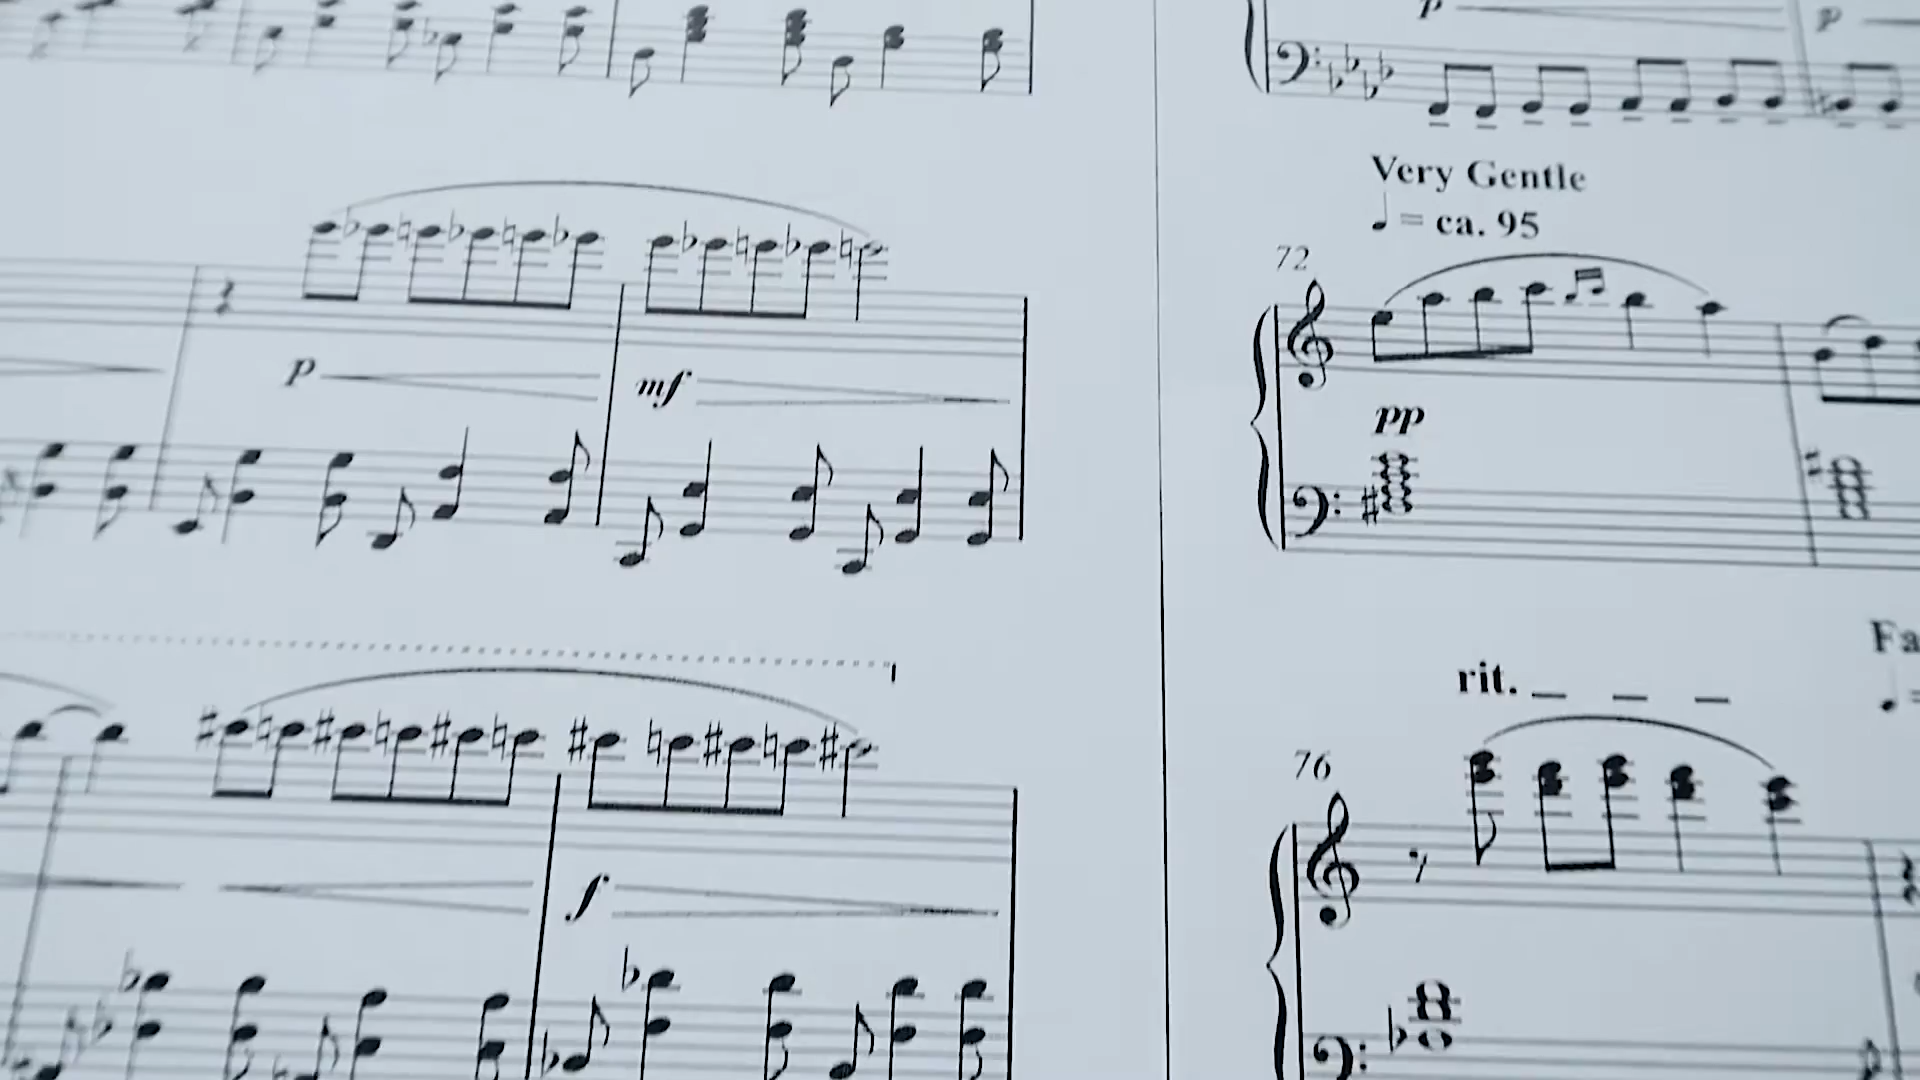 p
mf
f
p
p
Very Gentle
♩ = ca. 95
72
pp
rit.
76